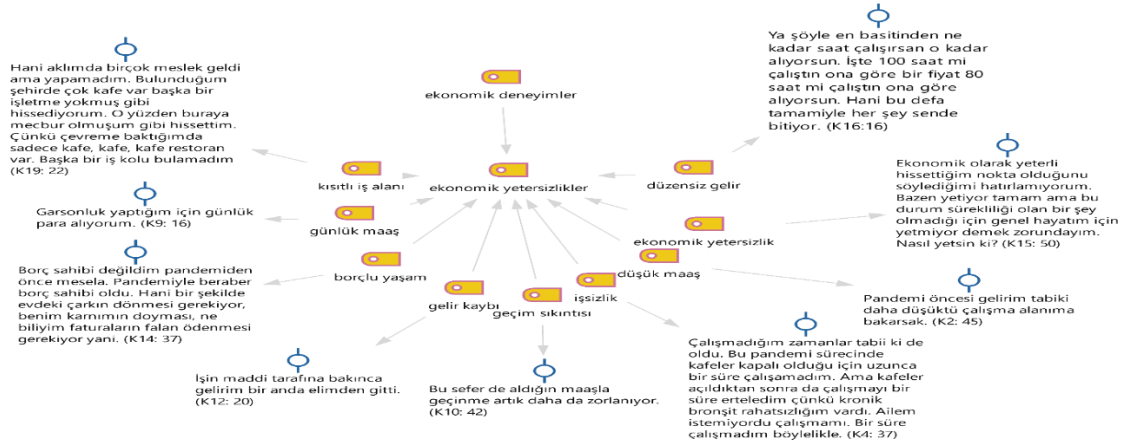 Hani aklımda birçok meslek geldi
ama yapamadım. Bulunduğum
şehirde çok kafe var başka bir
işletme yokmuş gibi
hissediyorum. O yüzden buraya
mecbur olmuşum gibi hissettim.
Çünkü çevreme baktığımda
sadece kafe, kafe, kafe restoran
var. Başka bir iş kolu bulamadım
(K19: 22)
ekonomik deneyimler
Ya şöyle en basitinden ne
kadar saat çalışırsan o kadar
alıyorsun. İşte 100 saat mi
çalıştın ona göre bir fiyat 80
saat mi çalıştın ona göre
alıyorsun. Hani bu defa
tamamiyle her şey sende
bitiyor. (K16:16)
kısıtlı iş alanı
ekonomik yetersizlikler
düzensiz gelir
Ekonomik olarak yeterli
hissettiğim nokta olduğunu
söylediğimi hatırlamıyorum.
Bazen yetiyor tamam ama bu
durum sürekliliği olan bir şey
olmadığı için genel hayatım için
yetmiyor demek zorundayım.
Nasıl yetsin ki? (K15: 50)
Garsonluk yaptığım için günlük
para alıyorum. (K9: 16)
günlük maaş
ekonomik yetersizlik
Borç sahibi değildim pandemiden
önce mesela. Pandemiyle beraber
borç sahibi oldu. Hani bir şekilde
evdeki çarkın dönmesi gerekiyor,
benim karnımın doyması, ne
biliyim faturaların falan ödenmesi
gerekiyor yani. (K14: 37)
borçlu yaşam
düşük maaş
gelir kaybı
geçim sıkıntısı
işsizlik
Pandemi öncesi gelirim tabiki
daha düşüktü çalışma alanıma
bakarsak. (K2: 45)
İşin maddi tarafına bakınca
gelirim bir anda elimden gitti.
(K12: 20)
Bu sefer de aldığın maaşla
geçinme artık daha da zorlanıyor.
(K10: 42)
Çalışmadığım zamanlar tabii ki de
oldu. Bu pandemi sürecinde
kafeler kapalı olduğu için uzunca
bir süre çalışamadım. Ama kafeler
açıldıktan sonra da çalışmayı bir
süre erteledim çünkü kronik
bronşit rahatsızlığım vardı. Ailem
istemiyordu çalışmamı. Bir süre
çalışmadım böylelikle. (K4: 37)